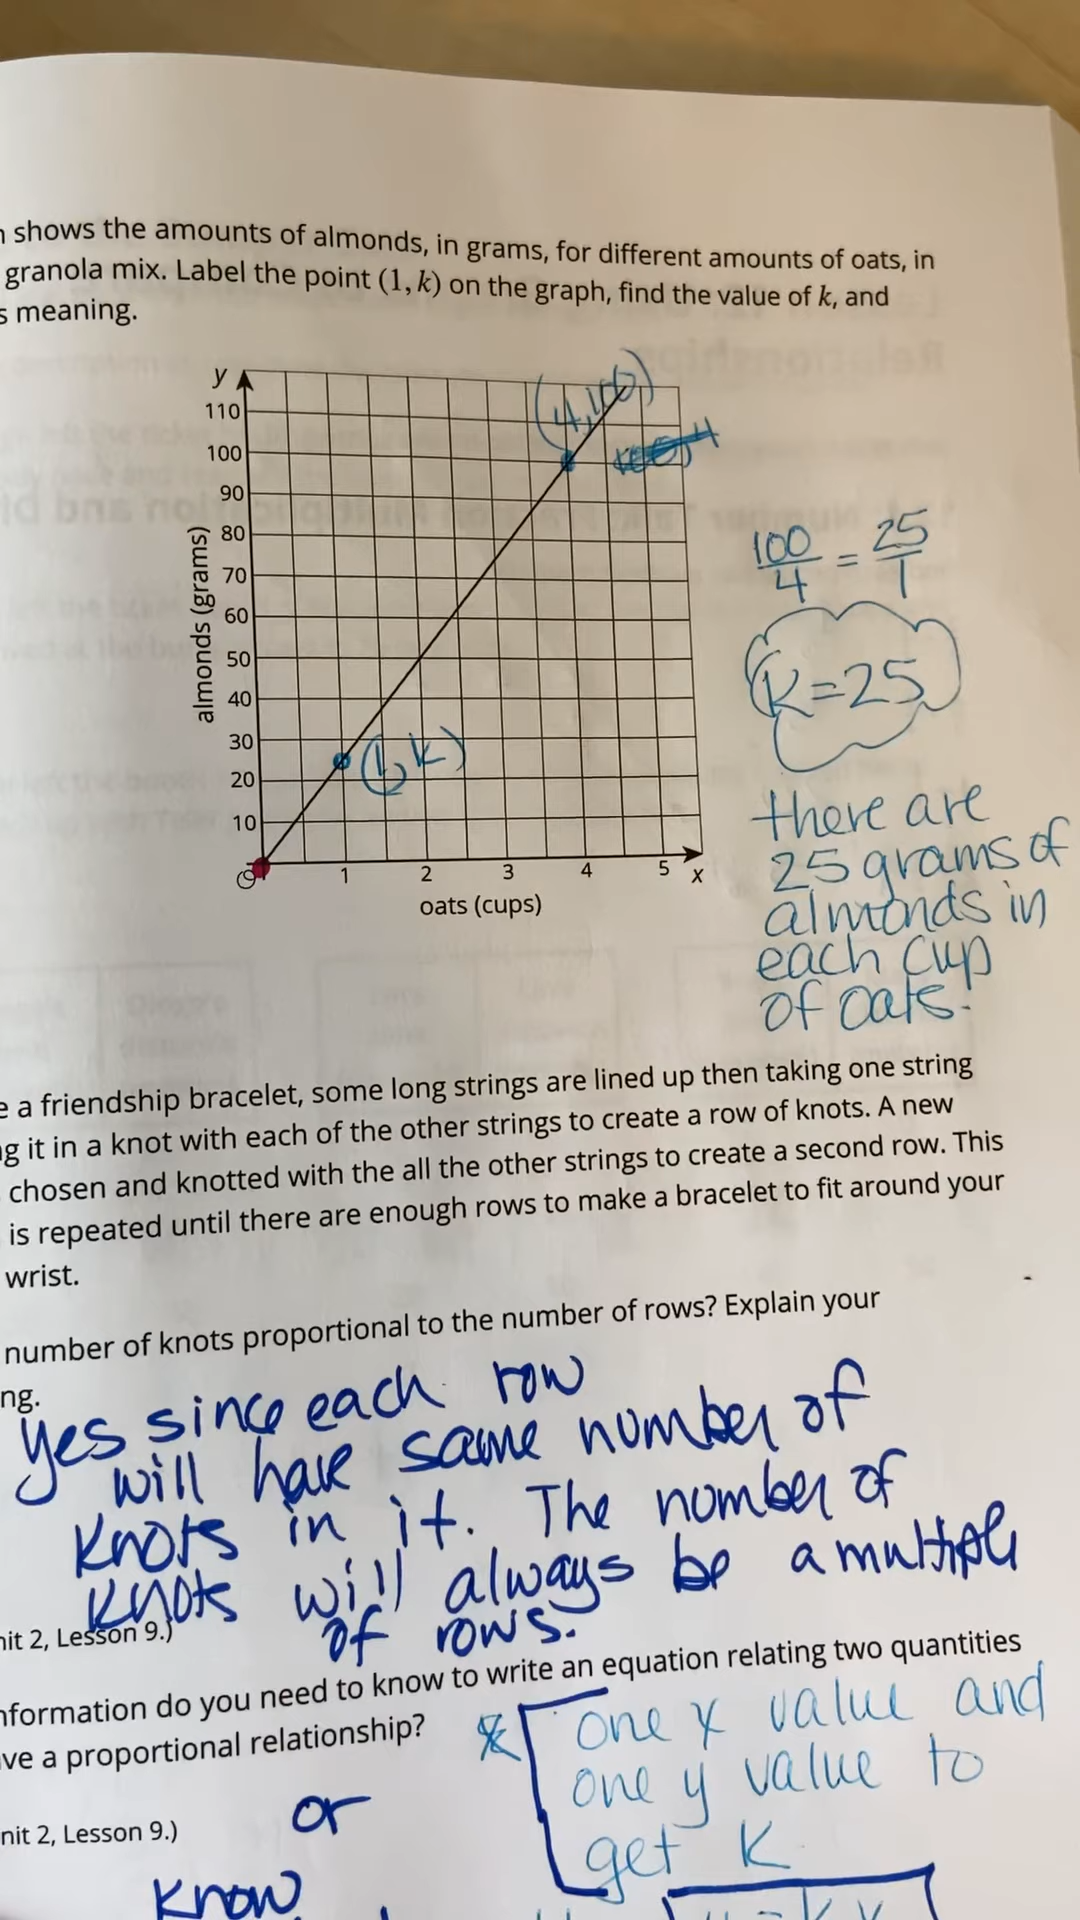 shows the amounts of almonds, in grams, for different amounts of oats, in
granola mix. Label the point (1, k) on the graph, find the value of k, and
s meaning.
y
110
100
90
80
70
60
50
40
30
20
10
almonds (grams)
(4,100)
(1, k)
1 2 3 4 5 x
oats (cups)
100/4 = 25/1
K=25
there are
25 grams of
almonds in
each cup
of oats.
e a friendship bracelet, some long strings are lined up then taking one string
g it in a knot with each of the other strings to create a row of knots. A new
chosen and knotted with the all the other strings to create a second row. This
is repeated until there are enough rows to make a bracelet to fit around your
wrist.
number of knots proportional to the number of rows? Explain your
ng.
yes since each row
will have same number of
knots in it. The number of
knots will always be a multiple
of rows.
nit 2, Lesson 9.)
nformation do you need to know to write an equation relating two quantities
ve a proportional relationship?
one x value and
one y value to
get K
nit 2, Lesson 9.)
or
Know